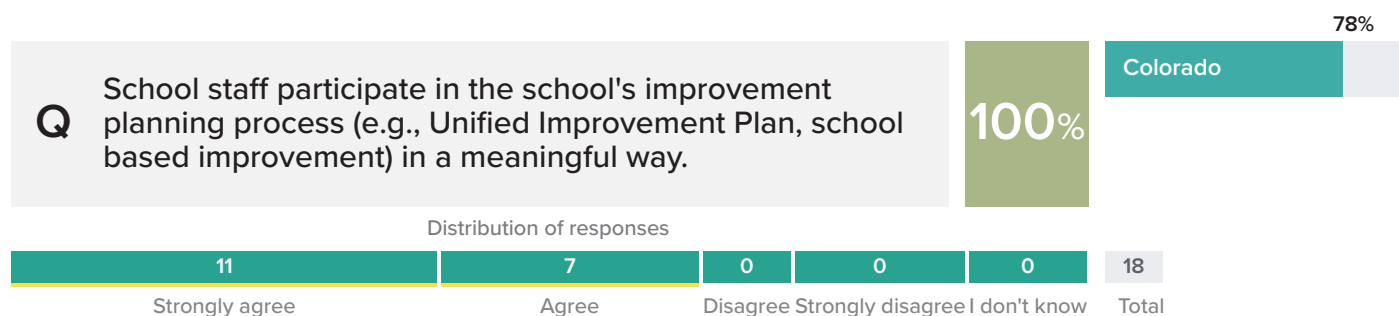 78%
Q
School staff participate in the school's improvement
planning process (e.g., Unified Improvement Plan, school
based improvement) in a meaningful way.
100%
Colorado
Distribution of responses
11 7 0 0 0 18
Strongly agree Agree Disagree Strongly disagree I don't know Total